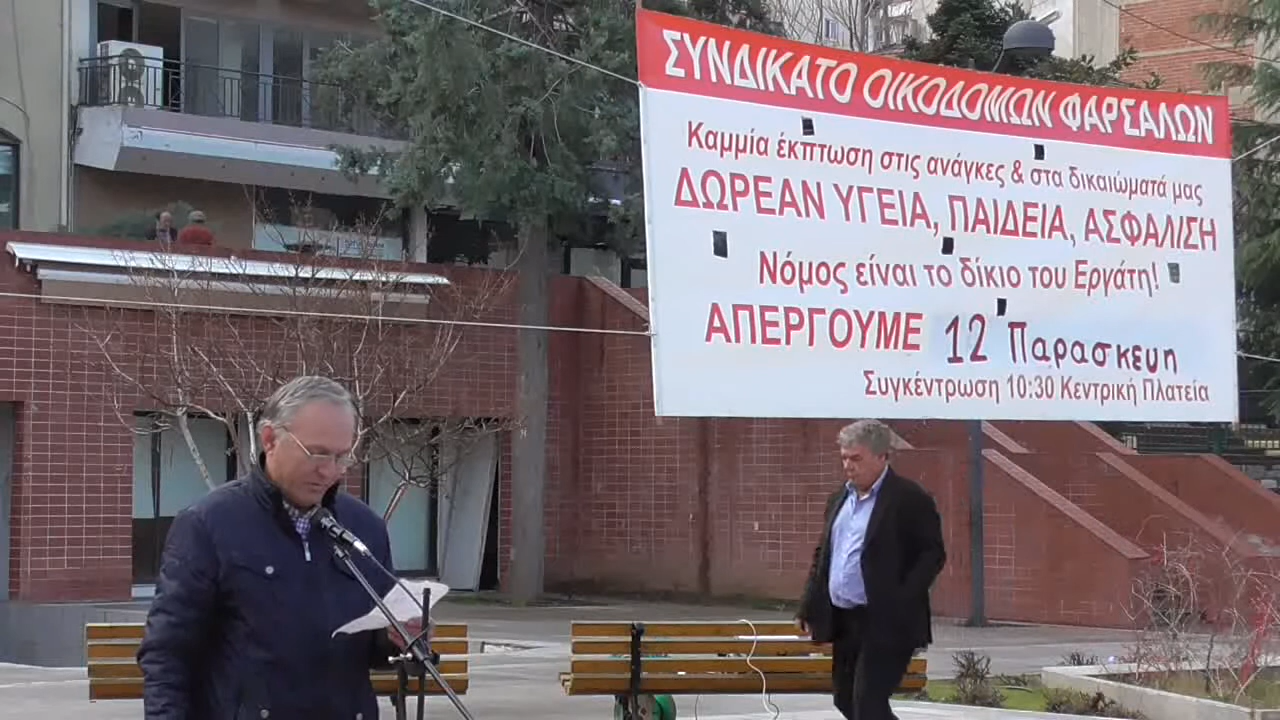 ΣΥΝΔΙΚΑΤΟ ΟΙΚΟΔΟΜΩΝ ΦΑΡΣΑΛΩΝ
Καμμία έκπτωση στις ανάγκες & στα δικαιώματά μας
ΔΩΡΕΑΝ ΥΓΕΙΑ, ΠΑΙΔΕΙΑ, ΑΣΦΑΛΙΣΗ
Νόμος είναι το δίκιο του Εργάτη!
ΑΠΕΡΓΟΥΜΕ 12 Παρασκευη
Συγκέντρωση 10:30 Κεντρική Πλατεία